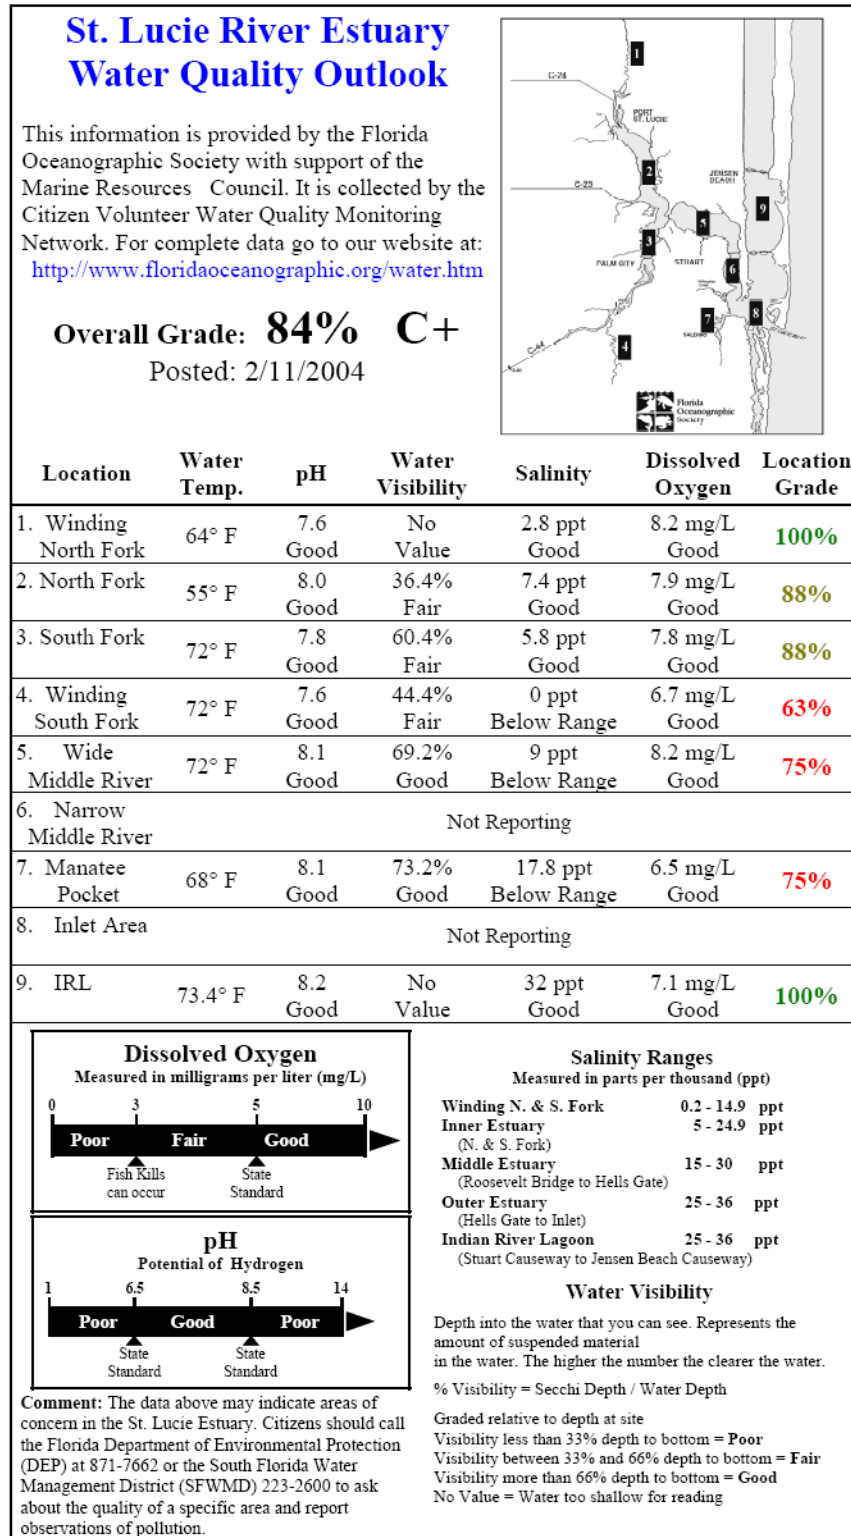 St. Lucie River Estuary
Water Quality Outlook
This information is provided by the Florida
Oceanographic Society with support of the
Marine Resources Council. It is collected by the
Citizen Volunteer Water Quality Monitoring
Network. For complete data go to our website at:
http://www.floridaoceanographic.org/water.htm
Overall Grade: 84% C+
Posted: 2/11/2004
1
C-24
PORT
ST. LUCIE
2
JENSEN
BEACH
C-23
9
5
3
PALM CITY
STUART
6
7
8
4
C-44
Florida
Oceanographic
Society
Location Water Temp. pH Water Visibility Salinity Dissolved Oxygen Location Grade
1. Winding North Fork 64° F 7.6 Good No Value 2.8 ppt Good 8.2 mg/L Good 100%
2. North Fork 55° F 8.0 Good 36.4% Fair 7.4 ppt Good 7.9 mg/L Good 88%
3. South Fork 72° F 7.8 Good 60.4% Fair 5.8 ppt Good 7.8 mg/L Good 88%
4. Winding South Fork 72° F 7.6 Good 44.4% Fair 0 ppt Below Range 6.7 mg/L Good 63%
5. Wide Middle River 72° F 8.1 Good 69.2% Good 9 ppt Below Range 8.2 mg/L Good 75%
6. Narrow Middle River Not Reporting
7. Manatee Pocket 68° F 8.1 Good 73.2% Good 17.8 ppt Below Range 6.5 mg/L Good 75%
8. Inlet Area Not Reporting
9. IRL 73.4° F 8.2 Good No Value 32 ppt Good 7.1 mg/L Good 100%
Dissolved Oxygen
Measured in milligrams per liter (mg/L)
0 3 5 10
Poor Fair Good
Fish Kills can occur
State Standard
pH
Potential of Hydrogen
1 6.5 8.5 14
Poor Good Poor
State Standard
State Standard
Comment: The data above may indicate areas of
concern in the St. Lucie Estuary. Citizens should call
the Florida Department of Environmental Protection
(DEP) at 871-7662 or the South Florida Water
Management District (SFWMD) 223-2600 to ask
about the quality of a specific area and report
observations of pollution.
Salinity Ranges
Measured in parts per thousand (ppt)
Winding N. & S. Fork 0.2 - 14.9 ppt
Inner Estuary 5 - 24.9 ppt
(N. & S. Fork)
Middle Estuary 15 - 30 ppt
(Roosevelt Bridge to Hells Gate)
Outer Estuary 25 - 36 ppt
(Hells Gate to Inlet)
Indian River Lagoon 25 - 36 ppt
(Stuart Causeway to Jensen Beach Causeway)
Water Visibility
Depth into the water that you can see. Represents the
amount of suspended material
in the water. The higher the number the clearer the water.
% Visibility = Secchi Depth / Water Depth
Graded relative to depth at site
Visibility less than 33% depth to bottom = Poor
Visibility between 33% and 66% depth to bottom = Fair
Visibility more than 66% depth to bottom = Good
No Value = Water too shallow for reading